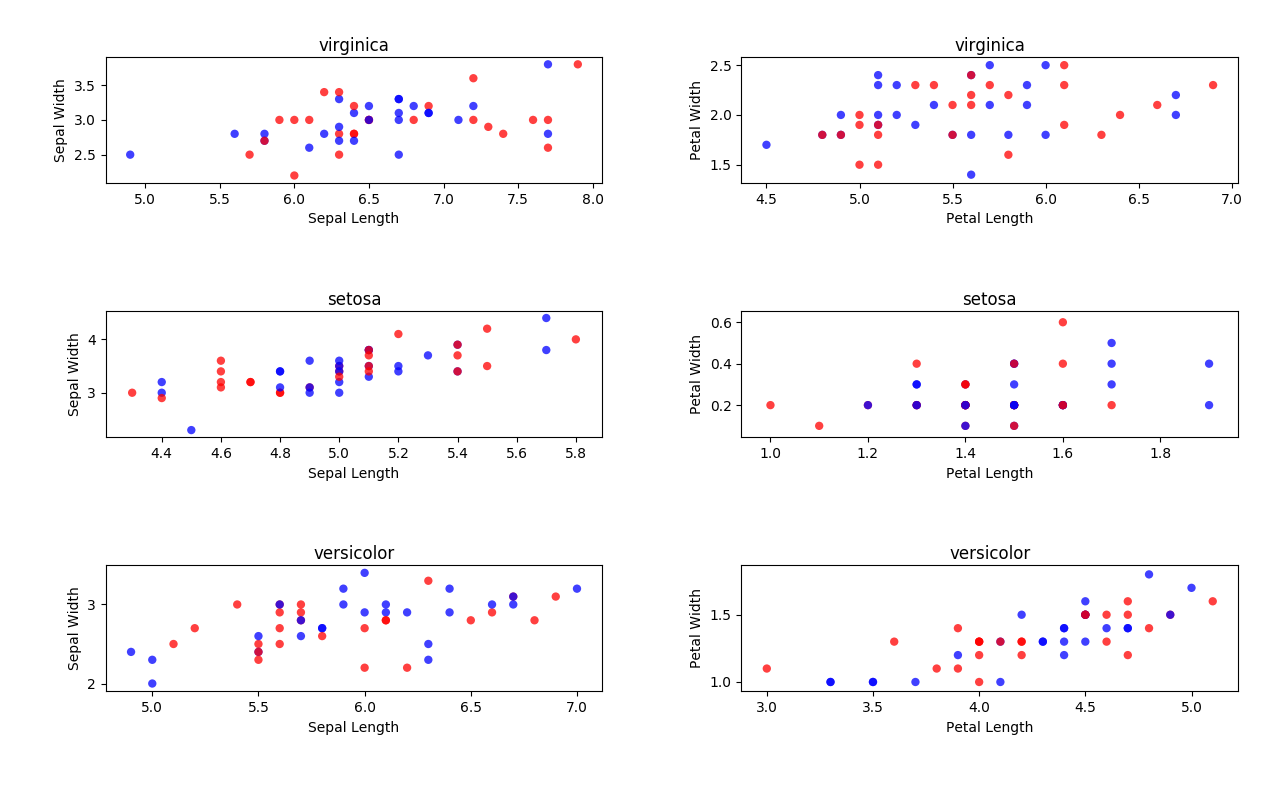 virginica
3.5
3.0
2.5
Sepal Width
5.0 5.5 6.0 6.5 7.0 7.5 8.0
Sepal Length
virginica
2.5
2.0
1.5
Petal Width
4.5 5.0 5.5 6.0 6.5 7.0
Petal Length
setosa
4
3
Sepal Width
4.4 4.6 4.8 5.0 5.2 5.4 5.6 5.8
Sepal Length
setosa
0.6
0.4
0.2
Petal Width
1.0 1.2 1.4 1.6 1.8
Petal Length
versicolor
3
2
Sepal Width
5.0 5.5 6.0 6.5 7.0
Sepal Length
versicolor
1.5
1.0
Petal Width
3.0 3.5 4.0 4.5 5.0
Petal Length